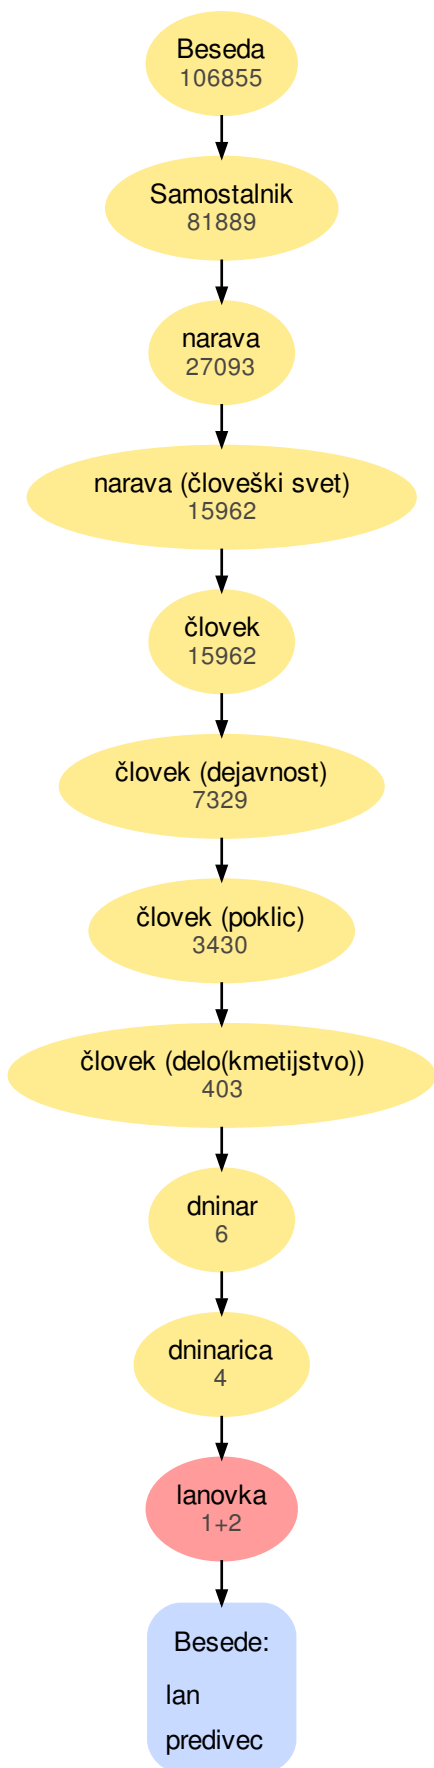 Beseda
106855
Samostalnik
81889
narava
27093
narava (človeški svet)
15962
človek
15962
človek (dejavnost)
7329
človek (poklic)
3430
človek (delo(kmetijstvo))
403
dninar
6
dninarica
4
lanovka
1+2
Besede:
lan
predivec